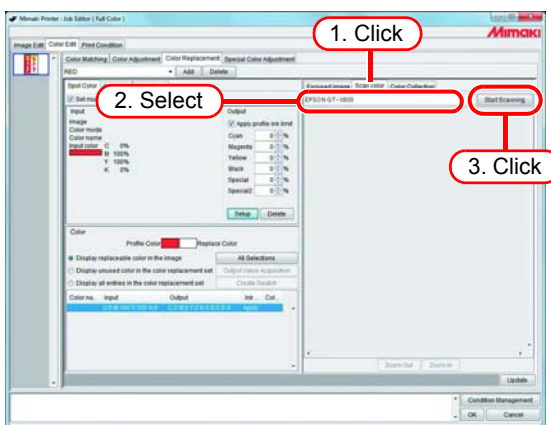 Mimaki Printer : Job Editor ( Full Color )
Mimaki
1. Click
Image Edit Color Edit Print Condition
Color Matching Color Adjustment Color Replacement Special Color Adjustment
RED Add Delete
Spot Color
Scan color Color Collection
2. Select
EPSON GT-X800 Start Scanning
3. Click
Input Output
Image Apply profile ink limit
Color mode
Color name
Input color C 0% M 100% Y 100% K 0%
Cyan 0 %
Magenta 0 %
Yellow 0 %
Black 0 %
Special 0 %
Special2 0 %
Setup Delete
Color
Profile Color Replace Color
Display replaceable color in the image All Selections
Display unused color in the color replacement set Output Value Acquisition
Display all entries in the color replacement set Create Swatch
Color na... Input Output Ink ... Col...
Apply
Zoom Out Zoom In
Update
Condition Management
OK Cancel